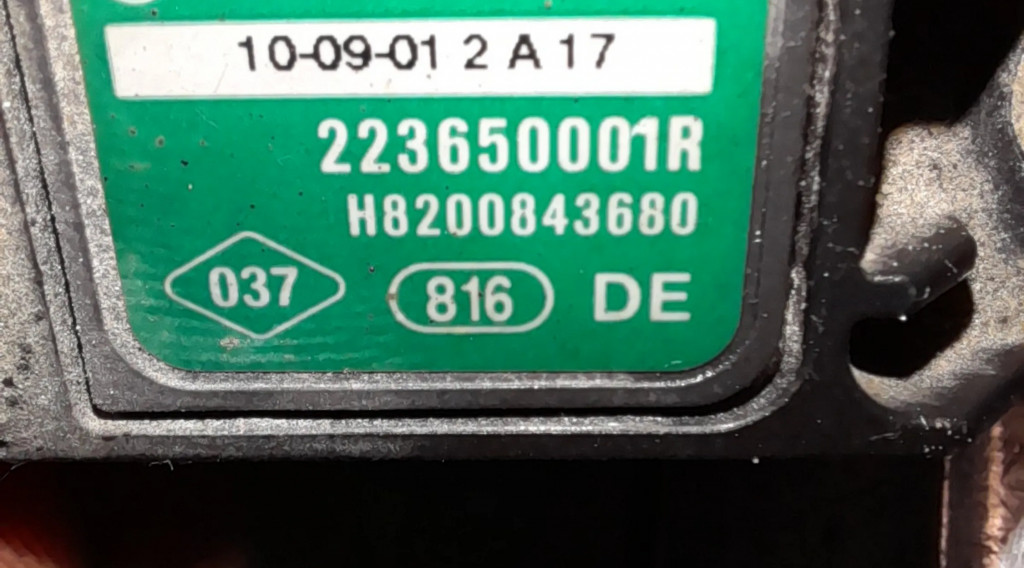 10-09-01 2 A 17
223650001R
H8200843680
037 816 DE